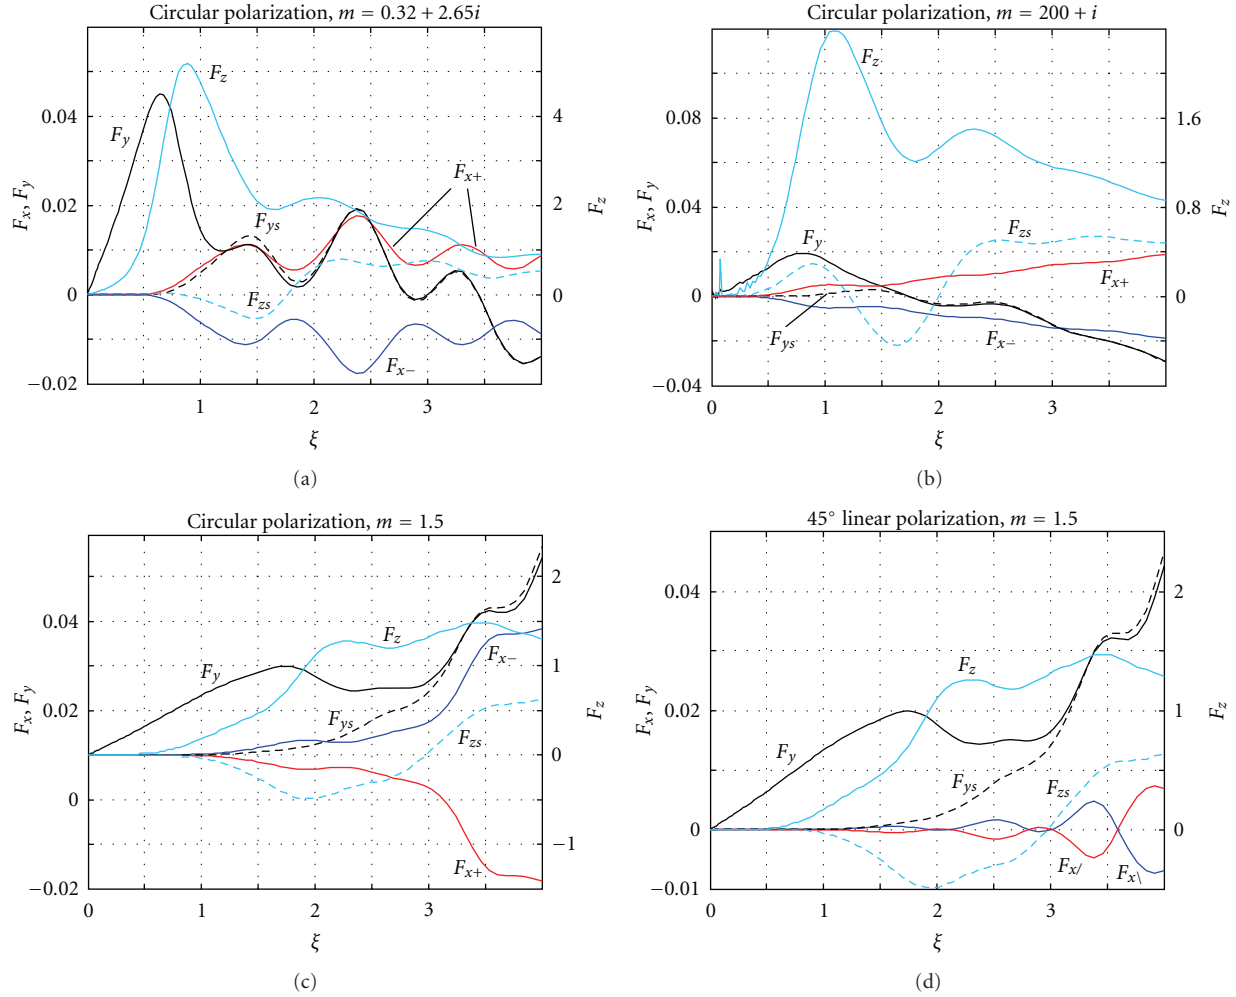 Circular polarization, m = 0.32 + 2.65i
F_x, F_y
0.04
0.02
0
−0.02
F_y
F_z
F_ys
F_zs
F_x+
F_x−
4
2
0
F_z
1 2 3
ξ
(a)
Circular polarization, m = 200 + i
F_x, F_y
0.08
0.04
0
−0.04
F_z
F_y
F_zs
F_x+
F_ys
F_x−
1.6
0.8
0
F_z
0 1 2 3
ξ
(b)
Circular polarization, m = 1.5
F_x, F_y
0.04
0.02
0.01
0
−0.02
F_y
F_z
F_x−
F_ys
F_zs
F_x+
2
1
0
−1
F_z
0 1 2 3
ξ
(c)
45° linear polarization, m = 1.5
F_x, F_y
0.04
0.02
0
−0.01
F_z
F_y
F_ys
F_zs
F_x/
F_x\
2
1
0
F_z
0 1 2 3
ξ
(d)